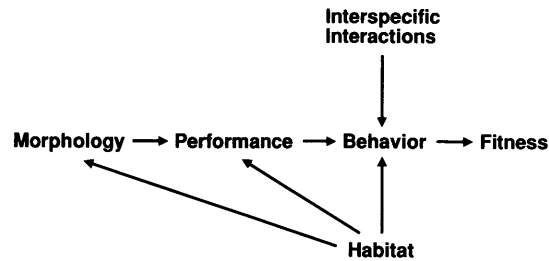 Interspecific
Interactions
Morphology Performance Behavior Fitness
Habitat